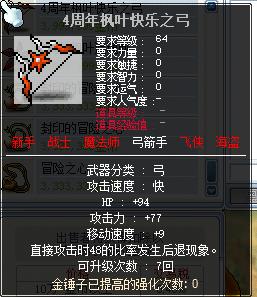 4周年枫叶快乐之弓
要求等级： 64
要求力量： 0
要求敏捷： 0
要求智力： 0
要求运气： 0
要求人气度： -
道具等级 -
道具经验值 -
新手 战士 魔法师 弓箭手 飞侠 海盗
武器分类 : 弓
攻击速度 : 快
HP : +94
攻击力 : +77
移动速度 : +9
直接攻击时48的比率发生后退现象。
可升级次数 : 7回
金锤子已提高的强化次数: 0